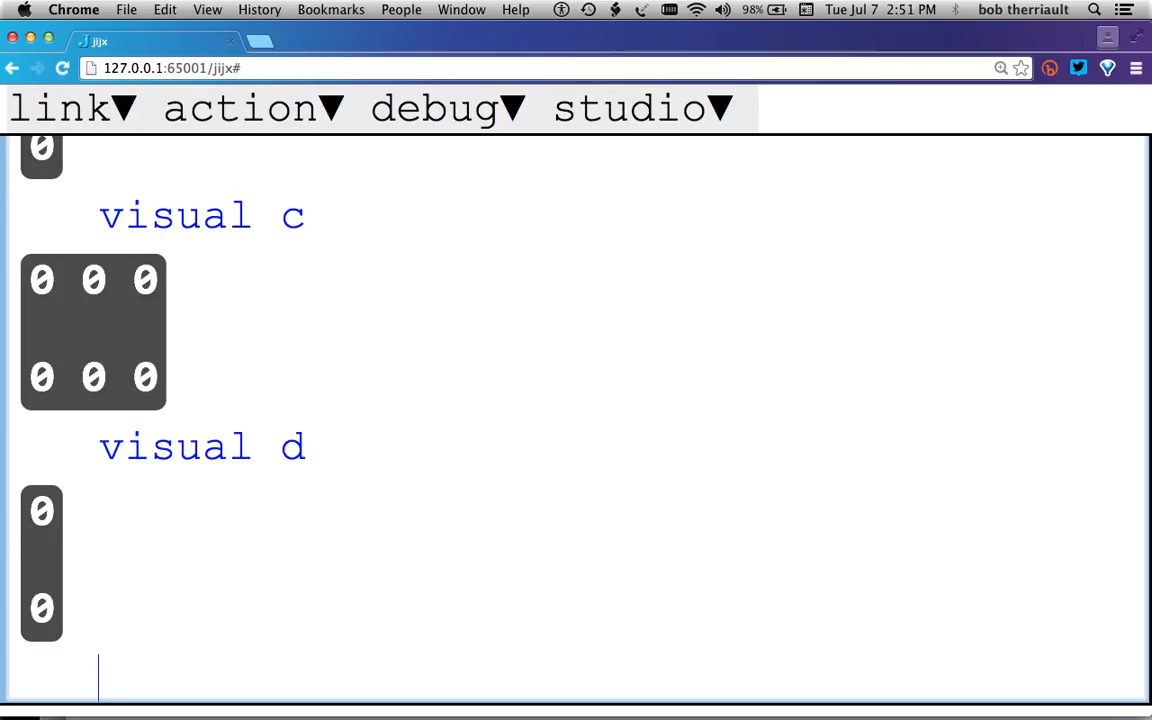 Chrome File Edit View History Bookmarks People Window Help 98% Tue Jul 7 2:51 PM bob therriault
jijx
127.0.0.1:65001/jijx#
link▼ action▼ debug▼ studio▼
0
visual c
0 0 0
0 0 0
visual d
0
0